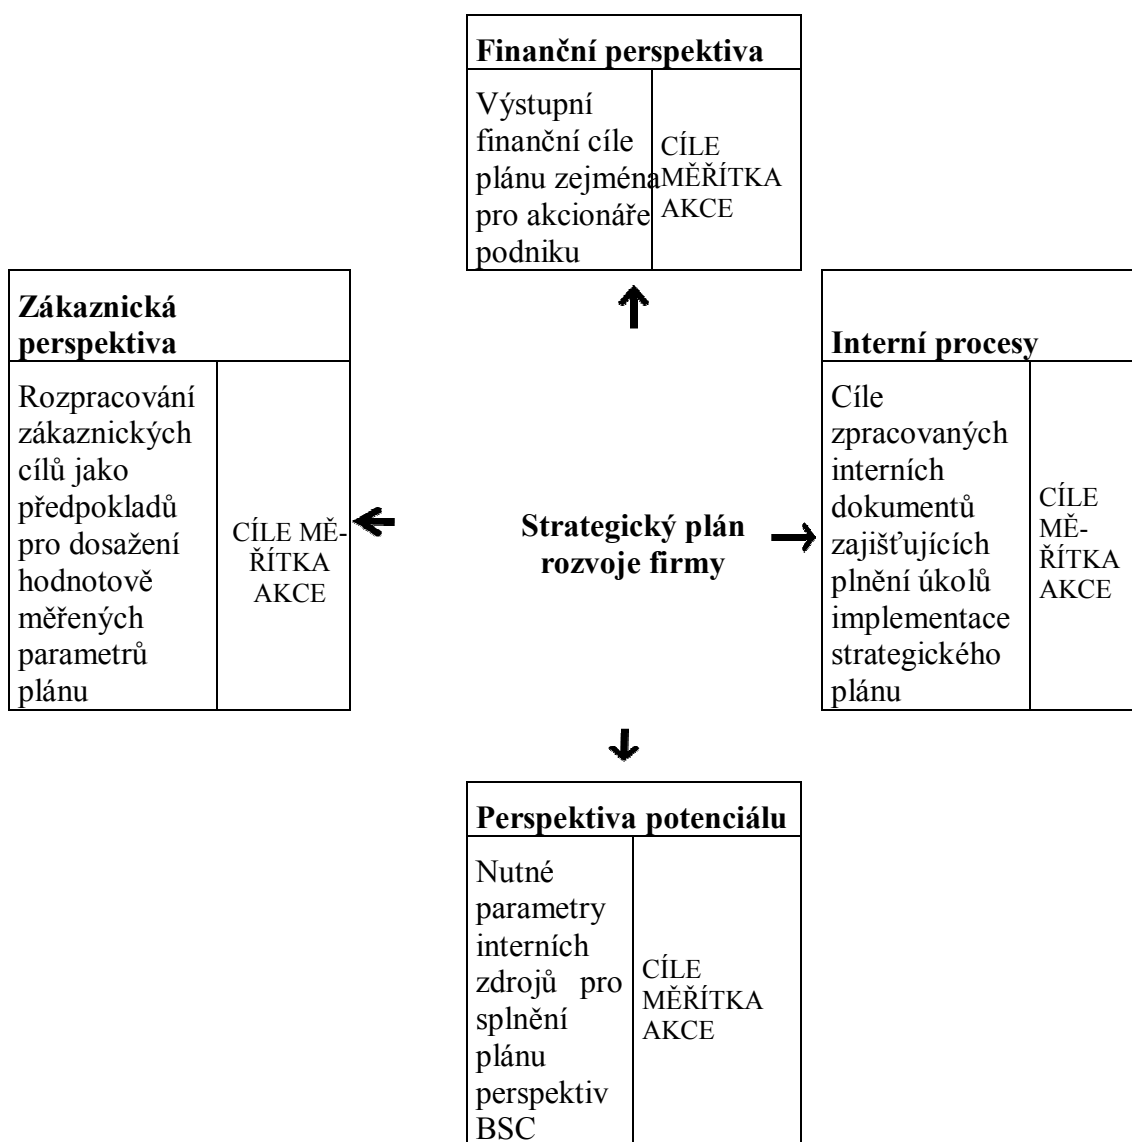 Finanční perspektiva
Výstupní
finanční cíle
plánu zejména
pro akcionáře
podniku
CÍLE
MĚŘÍTKA
AKCE
Zákaznická
perspektiva
Rozpracování
zákaznických
cílů jako
předpokladů
pro dosažení
hodnotově
měřených
parametrů
plánu
CÍLE MĚ-
ŘÍTKA
AKCE
Strategický plán
rozvoje firmy
Interní procesy
Cíle
zpracovaných
interních
dokumentů
zajišťujících
plnění úkolů
implementace
strategického
plánu
CÍLE
MĚ-
ŘÍTKA
AKCE
Perspektiva potenciálu
Nutné
parametry
interních
zdrojů pro
splnění
plánu
perspektiv
BSC
CÍLE
MĚŘÍTKA
AKCE